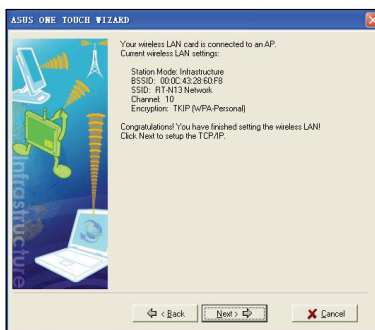 ASUS ONE TOUCH WIZARD
Your wireless LAN card is connected to an AP.
Current wireless LAN settings:
Station Mode: Infrastructure
BSSID: 00:0C:43:28:60:F8
SSID: RT-N13 Network
Channel: 10
Encryption: TKIP (WPA-Personal)
Congratulations! You have finished setting the wireless LAN!
Click Next to setup the TCP/IP.
Infrastructure
< Back
Next >
Cancel